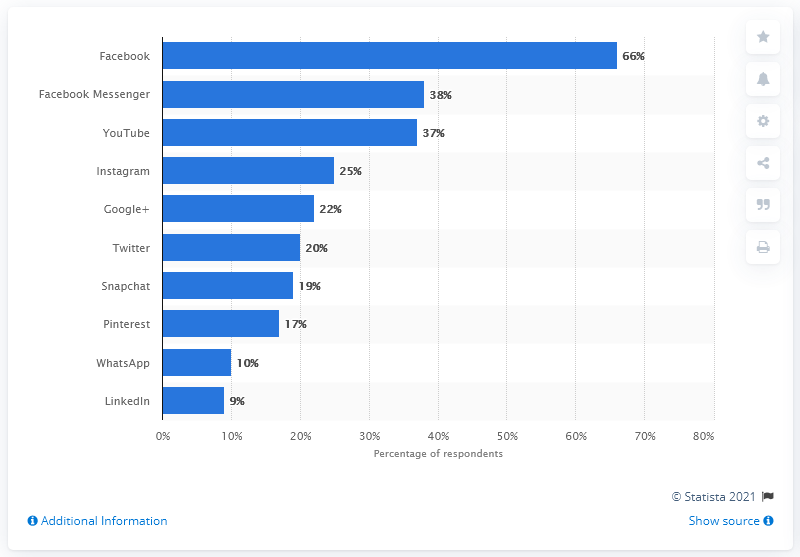 Facebook 66%
Facebook Messenger 38%
YouTube 37%
Instagram 25%
Google+ 22%
Twitter 20%
Snapchat 19%
Pinterest 17%
WhatsApp 10%
LinkedIn 9%
0% 10% 20% 30% 40% 50% 60% 70% 80%
Percentage of respondents
© Statista 2021
Additional Information
Show source